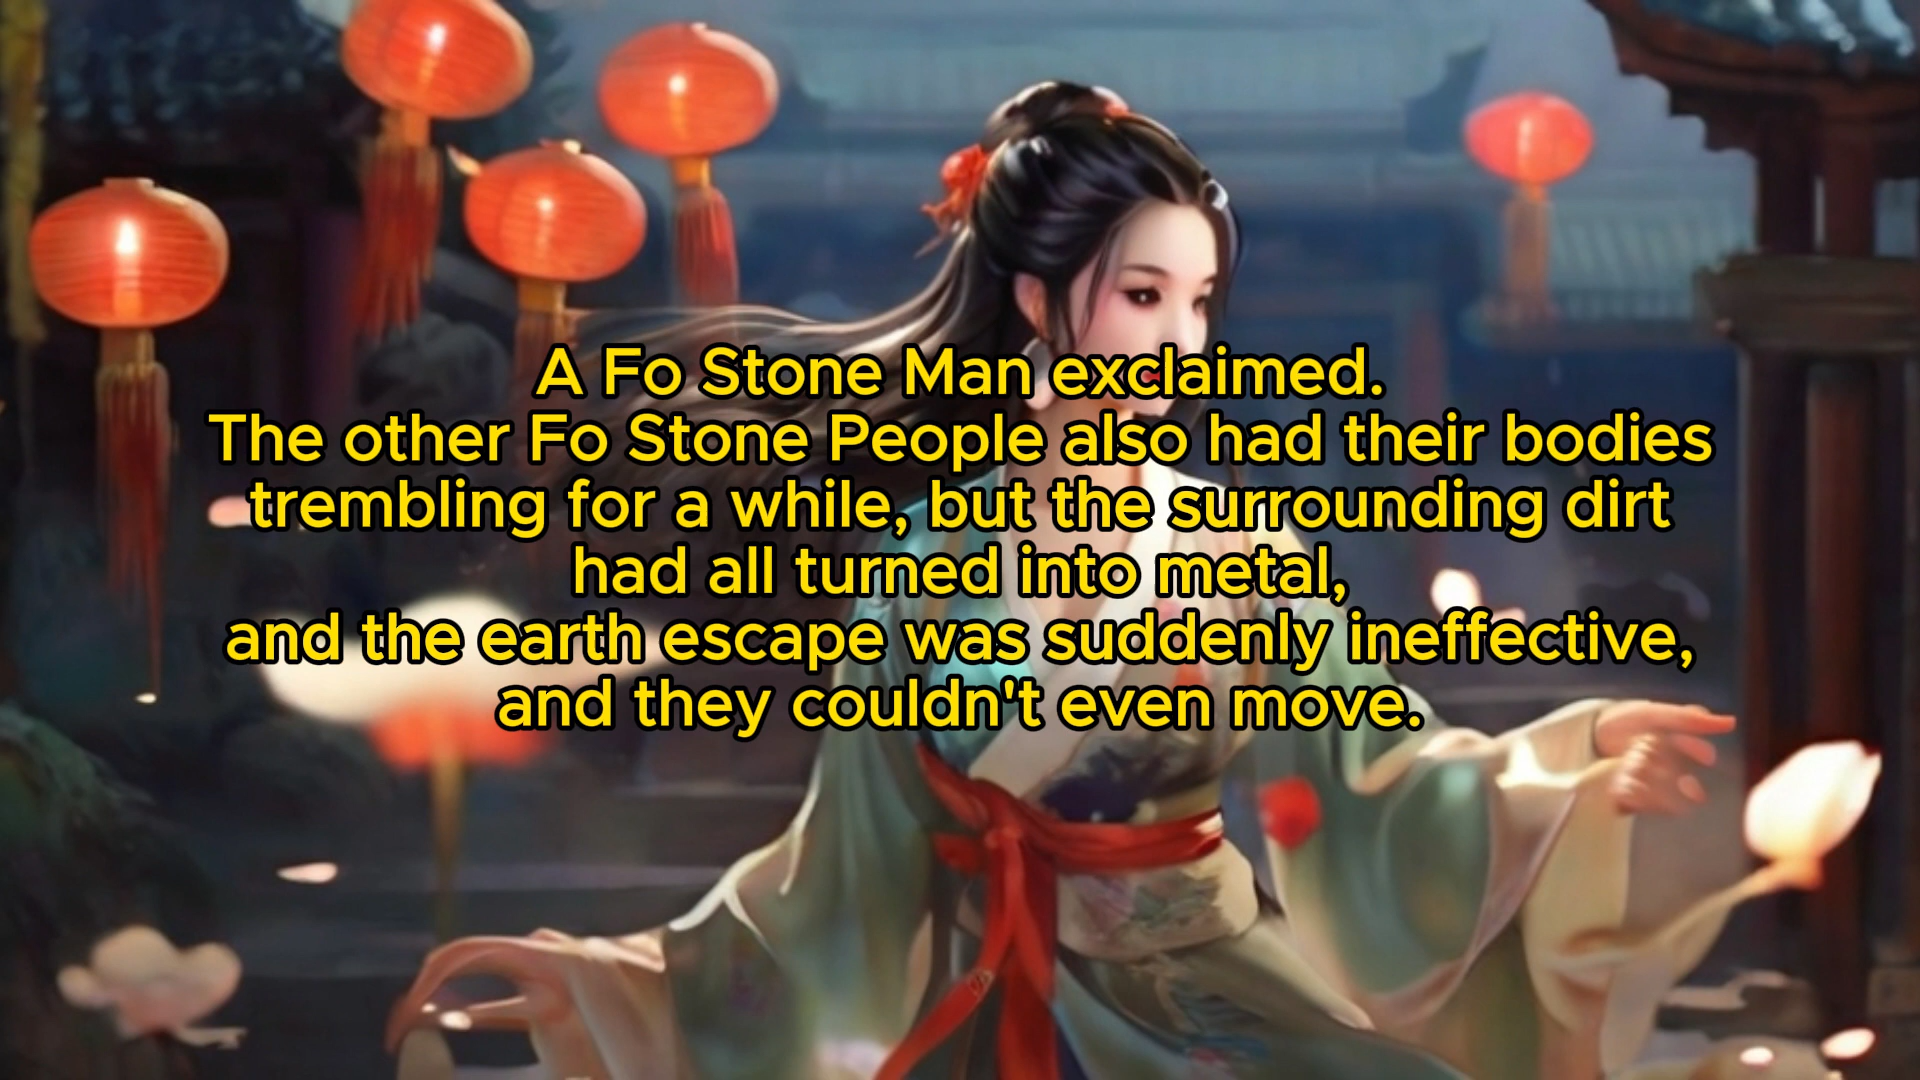 A Fo Stone Man exclaimed.
The other Fo Stone People also had their bodies
trembling for a while, but the surrounding dirt
had all turned into metal,
and the earth escape was suddenly ineffective,
and they couldn't even move.